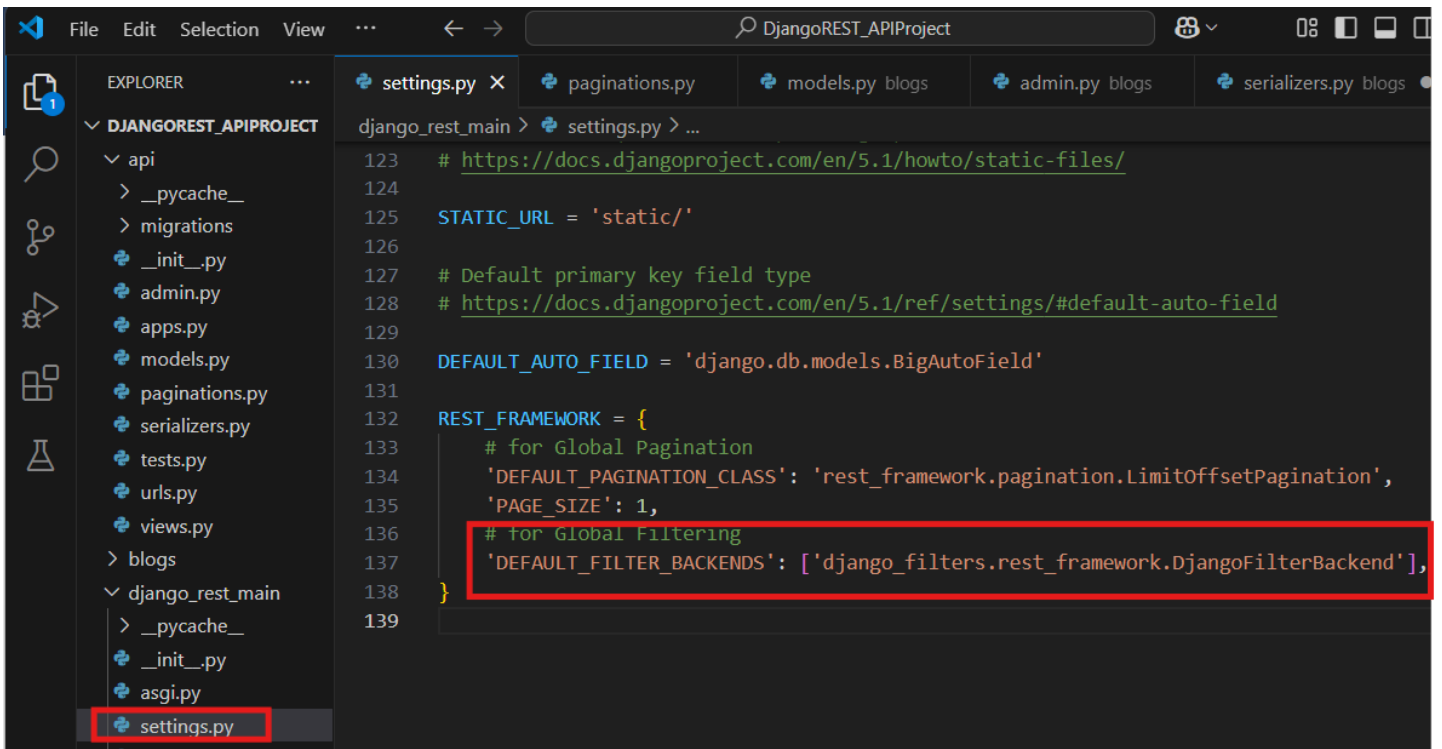 File Edit Selection View ... DjangoREST_APIProject
EXPLORER ...
1
DJANGOREST_APIPROJECT
api
__pycache__
migrations
__init__.py
admin.py
apps.py
models.py
paginations.py
serializers.py
tests.py
urls.py
views.py
blogs
django_rest_main
__pycache__
__init__.py
asgi.py
settings.py
settings.py paginations.py models.py blogs admin.py blogs serializers.py blogs
django_rest_main > settings.py > ...
123 # https://docs.djangoproject.com/en/5.1/howto/static-files/
124
125 STATIC_URL = 'static/'
126
127 # Default primary key field type
128 # https://docs.djangoproject.com/en/5.1/ref/settings/#default-auto-field
129
130 DEFAULT_AUTO_FIELD = 'django.db.models.BigAutoField'
131
132 REST_FRAMEWORK = {
133     # for Global Pagination
134     'DEFAULT_PAGINATION_CLASS': 'rest_framework.pagination.LimitOffsetPagination',
135     'PAGE_SIZE': 1,
136     # for Global Filtering
137     'DEFAULT_FILTER_BACKENDS': ['django_filters.rest_framework.DjangoFilterBackend'],
138 }
139